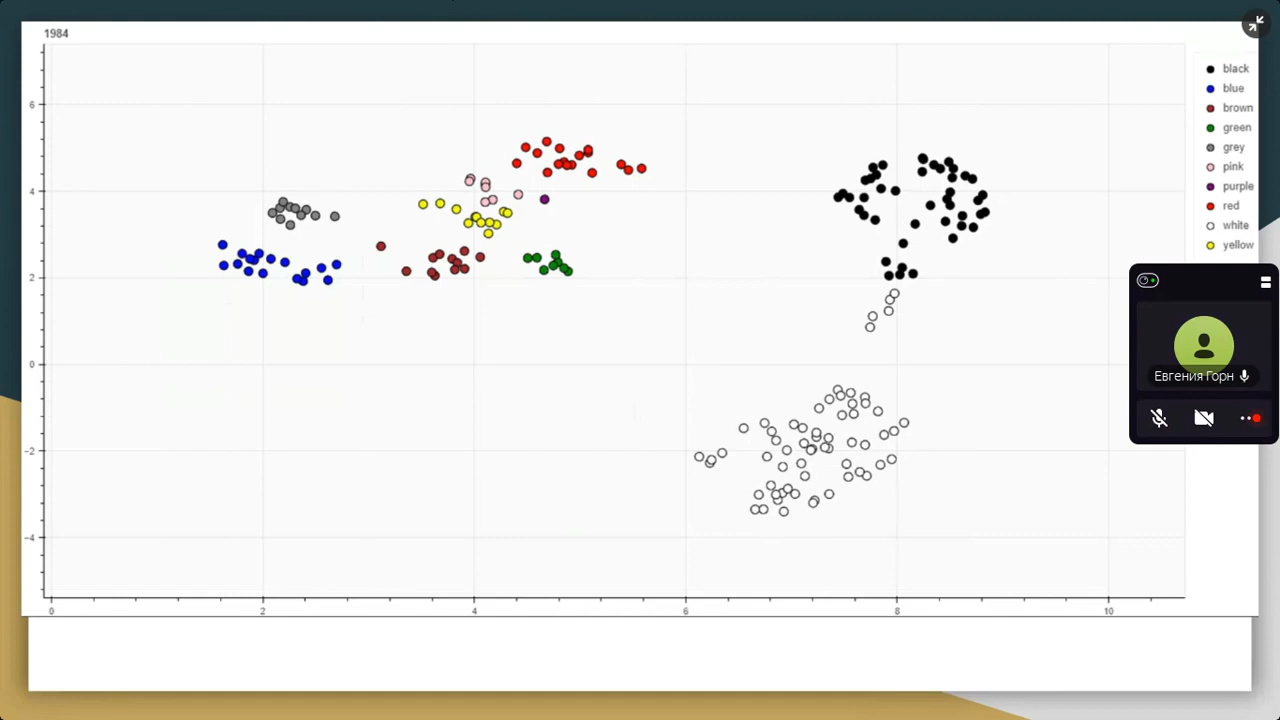 1984
6
4
2
0
−2
−4
0
2
4
6
8
10
black
blue
brown
green
grey
pink
purple
red
white
yellow
Евгения Горн